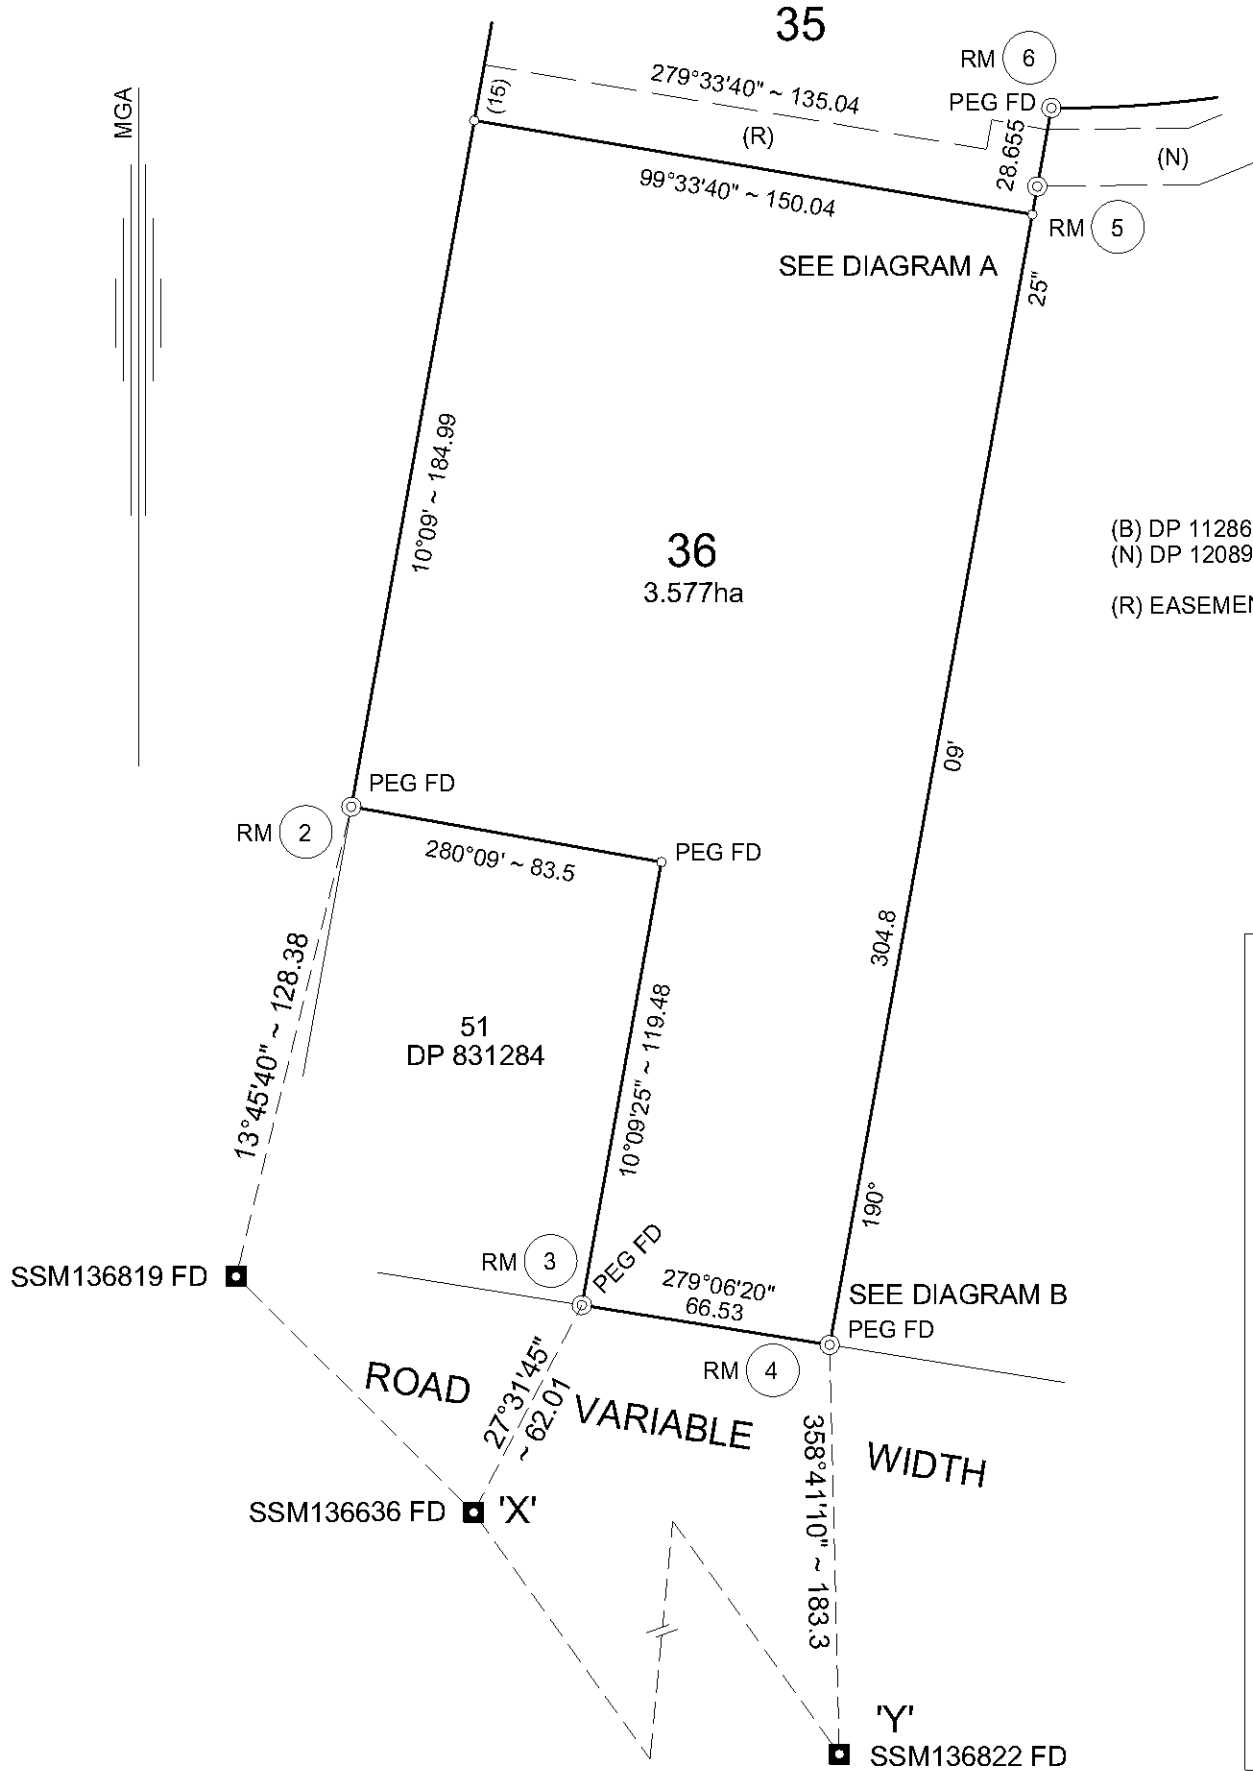 35
RM 6
279°33'40" ~ 135.04
MGA
(15)
PEG FD
(R)
28.655
(N)
99°33'40" ~ 150.04
RM 5
SEE DIAGRAM A
25"
10°09' ~ 184.99
36
3.577ha
(B) DP 11286
(N) DP 12089
(R) EASEMEN
09'
PEG FD
RM 2
280°09' ~ 83.5
PEG FD
304.8
13°45'40" ~ 128.38
51
DP 831284
10°09'25" ~ 119.48
190°
RM 3
PEG FD
SSM136819 FD
279°06'20"
66.53
SEE DIAGRAM B
PEG FD
RM 4
ROAD VARIABLE WIDTH
27°31'45"
~ 62.01
358°41'10" ~ 183.3
SSM136636 FD 'X'
'Y'
SSM136822 FD